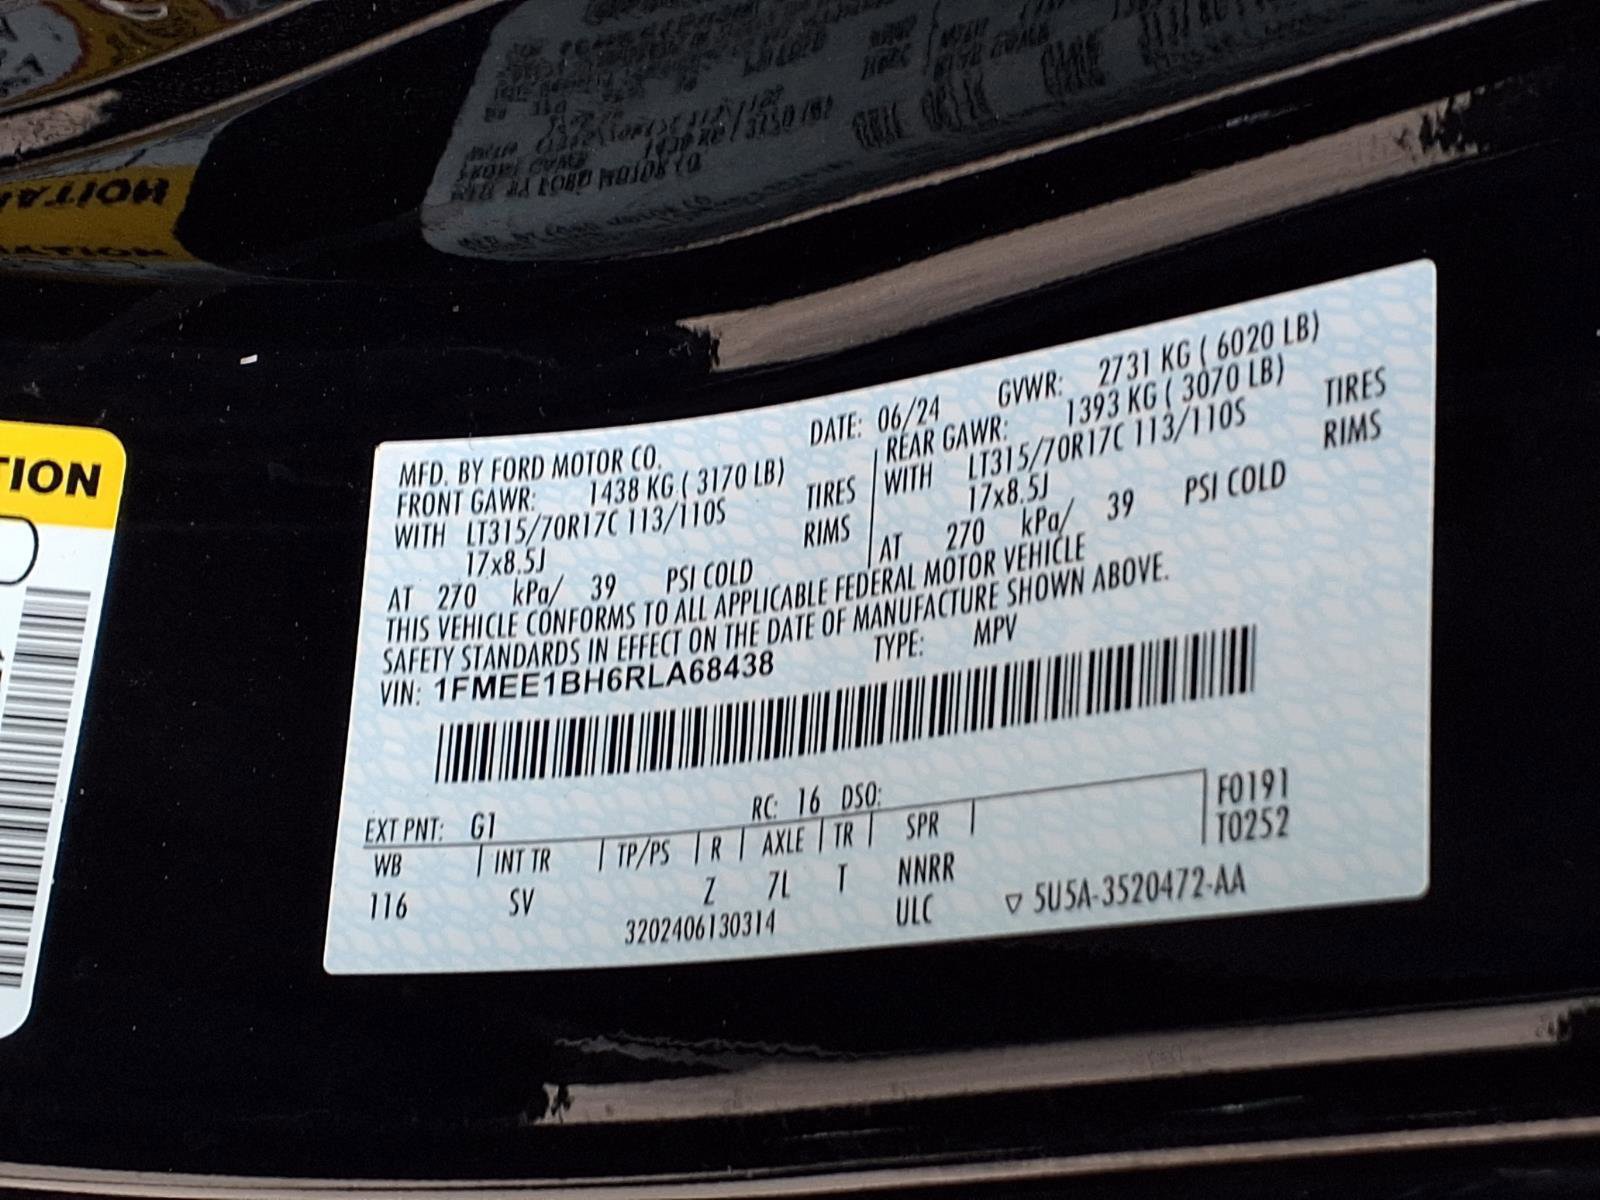 MFD. BY FORD MOTOR CO.
DATE: 06/24 GVWR: 2731 KG ( 6020 LB)
FRONT GAWR: 1438 KG ( 3170 LB)
REAR GAWR: 1393 KG ( 3070 LB)
WITH LT315/70R17C 113/110S TIRES
WITH LT315/70R17C 113/110S TIRES
17x8.5J RIMS
17x8.5J RIMS
AT 270 kPa/ 39 PSI COLD
AT 270 kPa/ 39 PSI COLD
THIS VEHICLE CONFORMS TO ALL APPLICABLE FEDERAL MOTOR VEHICLE
SAFETY STANDARDS IN EFFECT ON THE DATE OF MANUFACTURE SHOWN ABOVE.
VIN: 1FMEE1BH6RLA68438 TYPE: MPV
EXT PNT: G1 RC: 16 DSO: F0191
WB INT TR TP/PS R AXLE TR SPR T0252
116 SV Z 7L T NNRR
3202406130314 ULC ▽ 5U5A-3520472-AA
TION